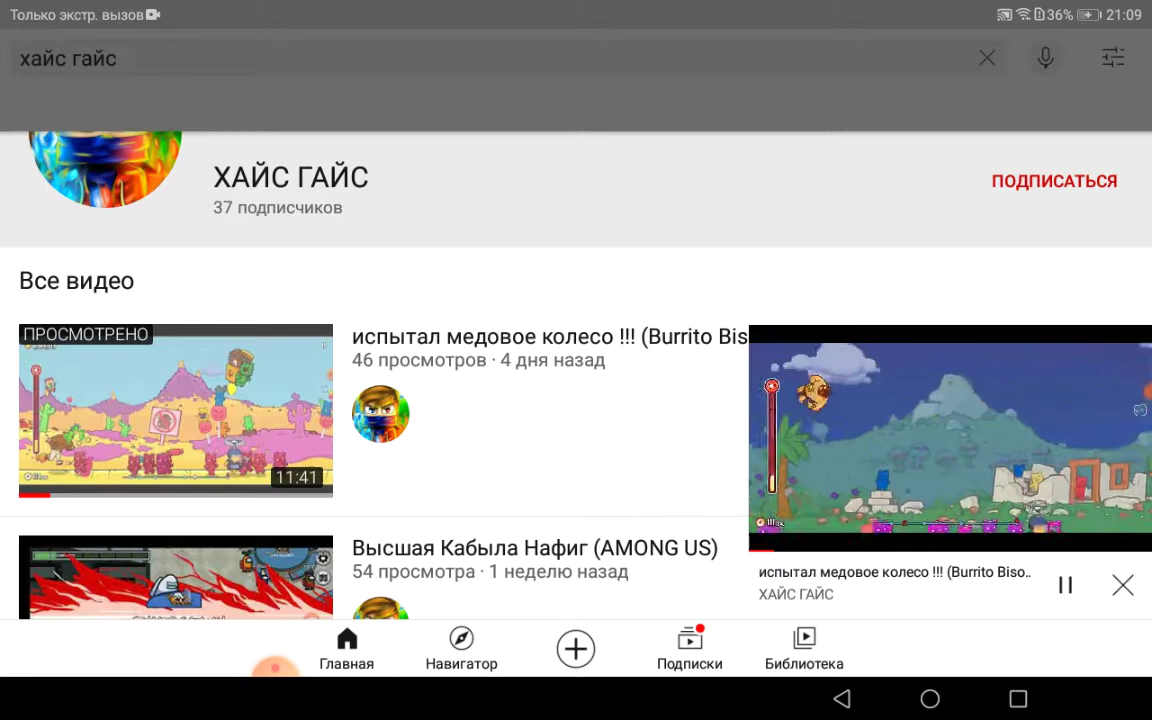 Только экстр. вызов
36% 21:09
хайс гайс
ХАЙС ГАЙС
37 подписчиков
ПОДПИСАТЬСЯ
Все видео
ПРОСМОТРЕНО
11:41
испытал медовое колесо !!! (Burrito Bis
46 просмотров · 4 дня назад
Высшая Кабыла Нафиг (AMONG US)
54 просмотра · 1 неделю назад
испытал медовое колесо !!! (Burrito Biso..
ХАЙС ГАЙС
Главная
Навигатор
Подписки
Библиотека